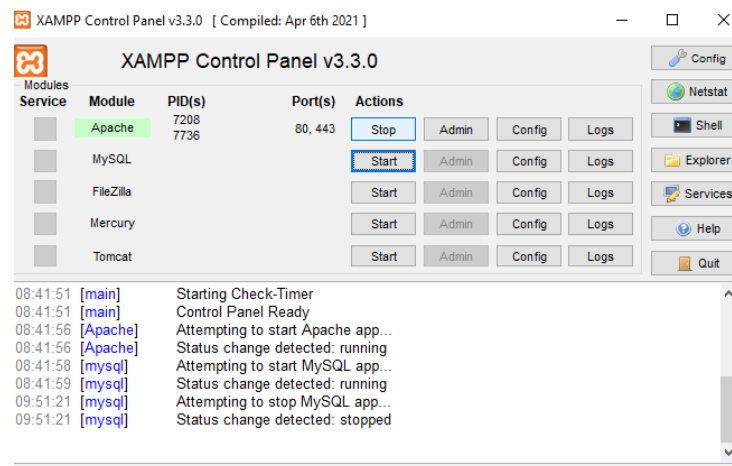 XAMPP Control Panel v3.3.0 [ Compiled: Apr 6th 2021 ]
XAMPP Control Panel v3.3.0
Config
Modules
Service Module PID(s) Port(s) Actions
Netstat
Apache 7208 7736 80, 443 Stop Admin Config Logs
Shell
MySQL Start Admin Config Logs
Explorer
FileZilla Start Admin Config Logs
Services
Mercury Start Admin Config Logs
Help
Tomcat Start Admin Config Logs
Quit
08:41:51 [main] Starting Check-Timer
08:41:51 [main] Control Panel Ready
08:41:56 [Apache] Attempting to start Apache app...
08:41:56 [Apache] Status change detected: running
08:41:58 [mysql] Attempting to start MySQL app...
08:41:59 [mysql] Status change detected: running
09:51:21 [mysql] Attempting to stop MySQL app...
09:51:21 [mysql] Status change detected: stopped